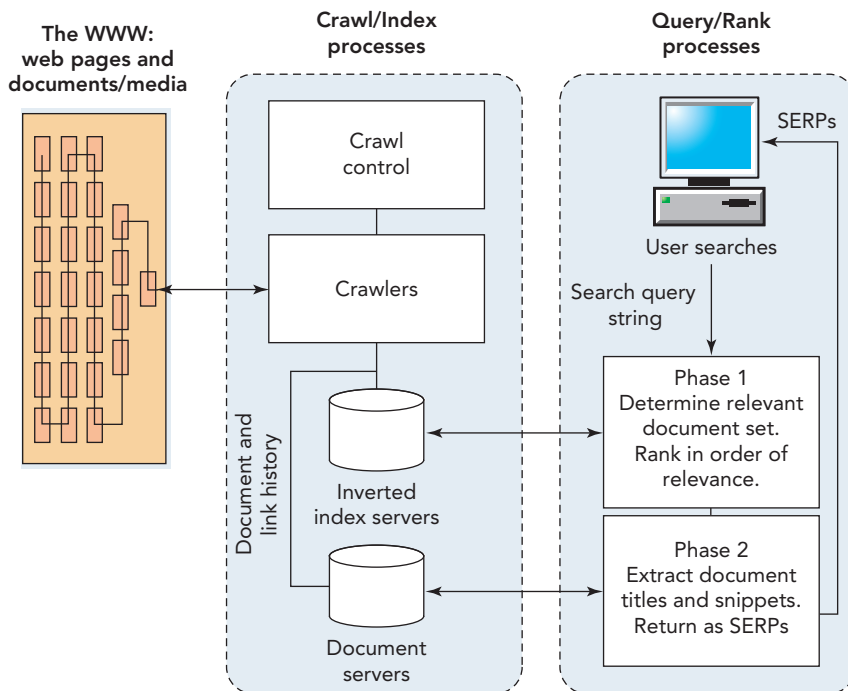 The WWW:
web pages and
documents/media
Crawl/Index
processes
Crawl
control
Crawlers
Document and
link history
Inverted
index servers
Document
servers
Query/Rank
processes
SERPs
User searches
Search query
string
Phase 1
Determine relevant
document set.
Rank in order of
relevance.
Phase 2
Extract document
titles and snippets.
Return as SERPs